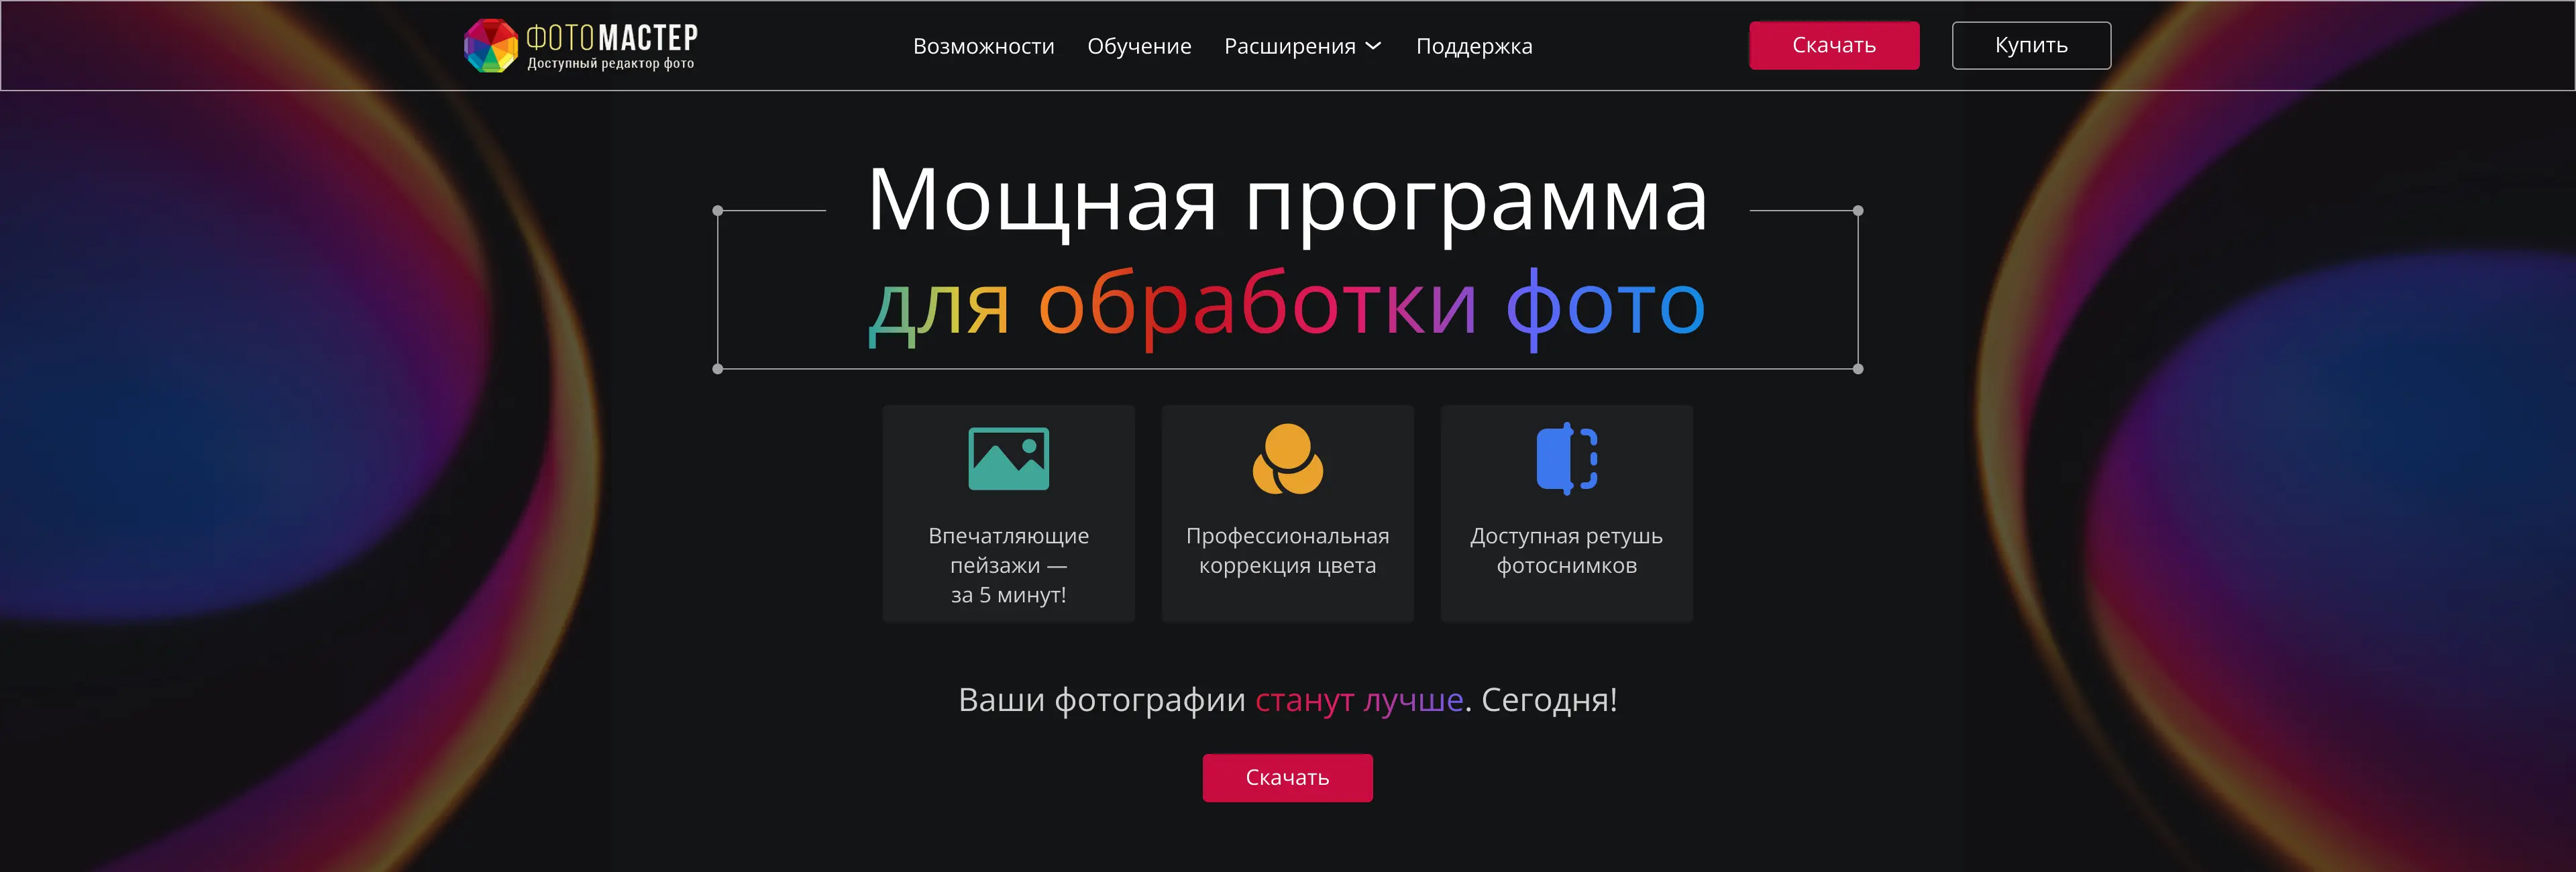 ФОТОМАСТЕР
Доступный редактор фото
Возможности
Обучение
Расширения
Поддержка
Скачать
Купить
Мощная программа
для обработки фото
Впечатляющие
пейзажи —
за 5 минут!
Профессиональная
коррекция цвета
Доступная ретушь
фотоснимков
Ваши фотографии станут лучше. Сегодня!
Скачать